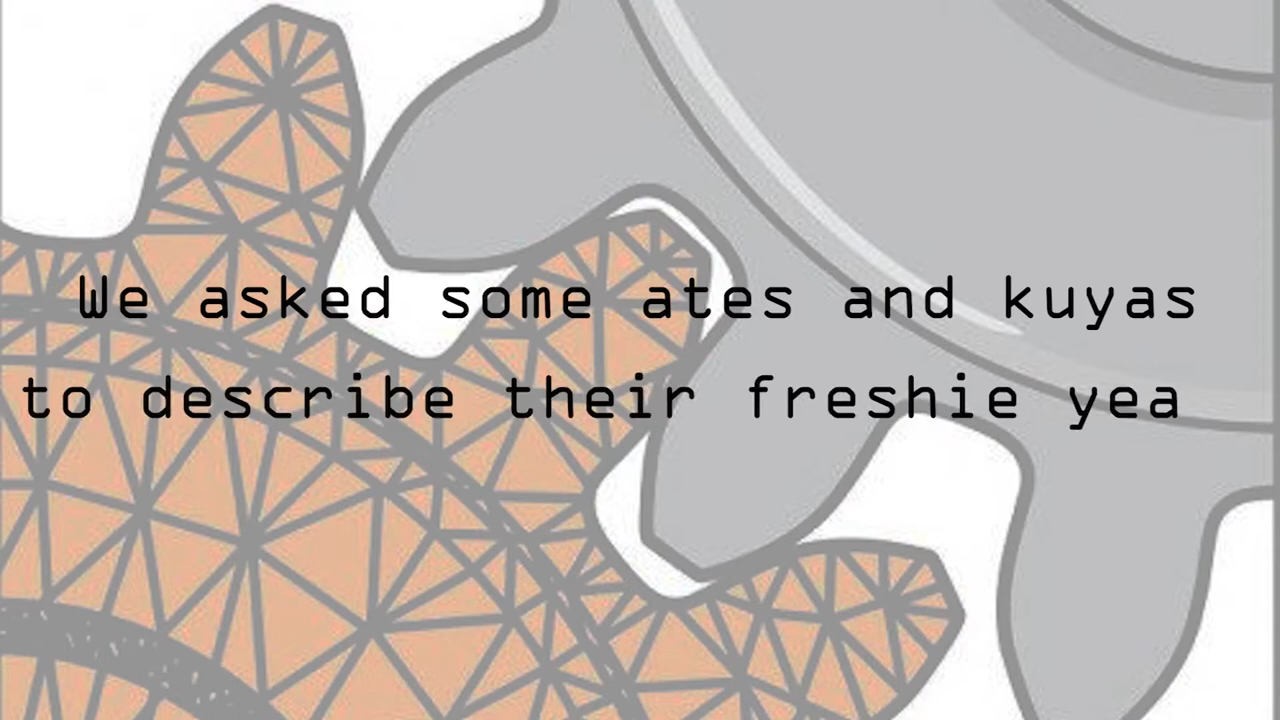 We asked some ates and kuyas
to describe their freshie yea